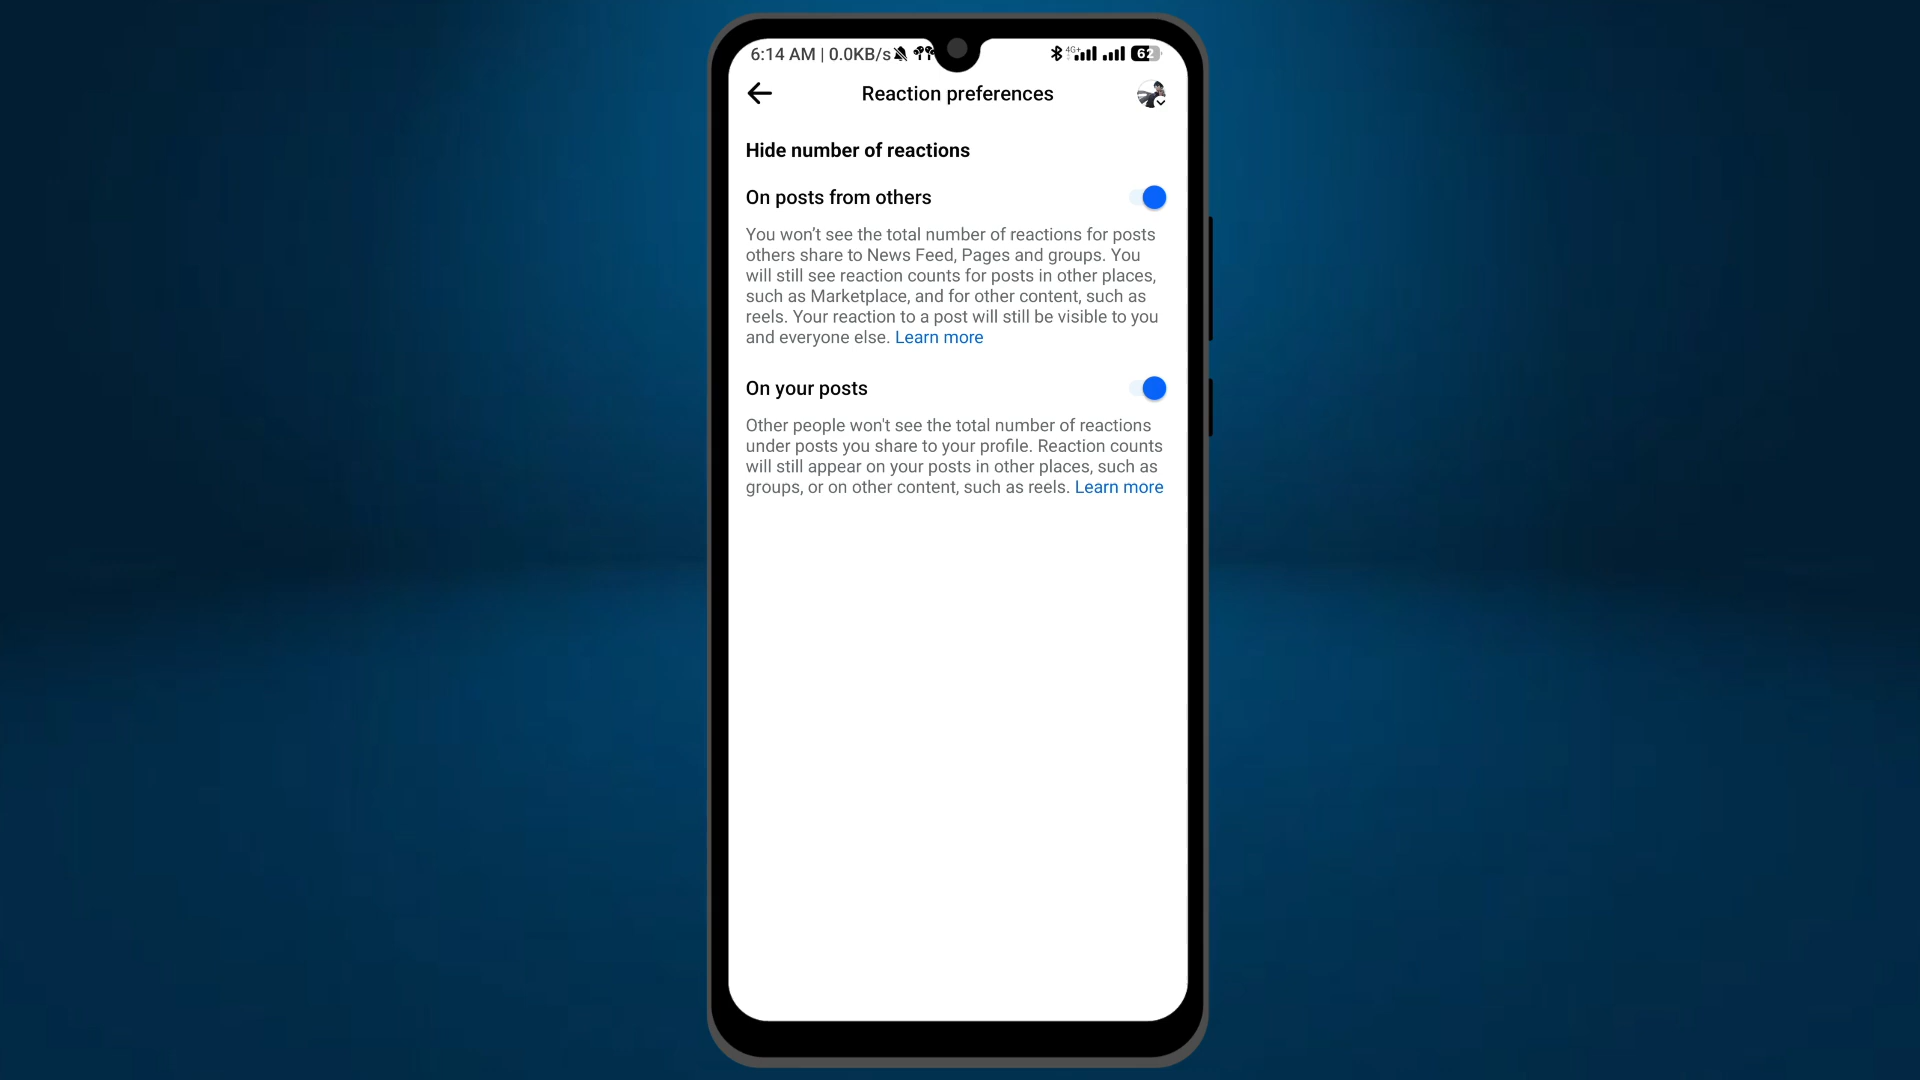 6:14 AM | 0.0KB/s 4G+ 62
Reaction preferences
Hide number of reactions
On posts from others
You won’t see the total number of reactions for posts
others share to News Feed, Pages and groups. You
will still see reaction counts for posts in other places,
such as Marketplace, and for other content, such as
reels. Your reaction to a post will still be visible to you
and everyone else. Learn more
On your posts
Other people won't see the total number of reactions
under posts you share to your profile. Reaction counts
will still appear on your posts in other places, such as
groups, or on other content, such as reels. Learn more